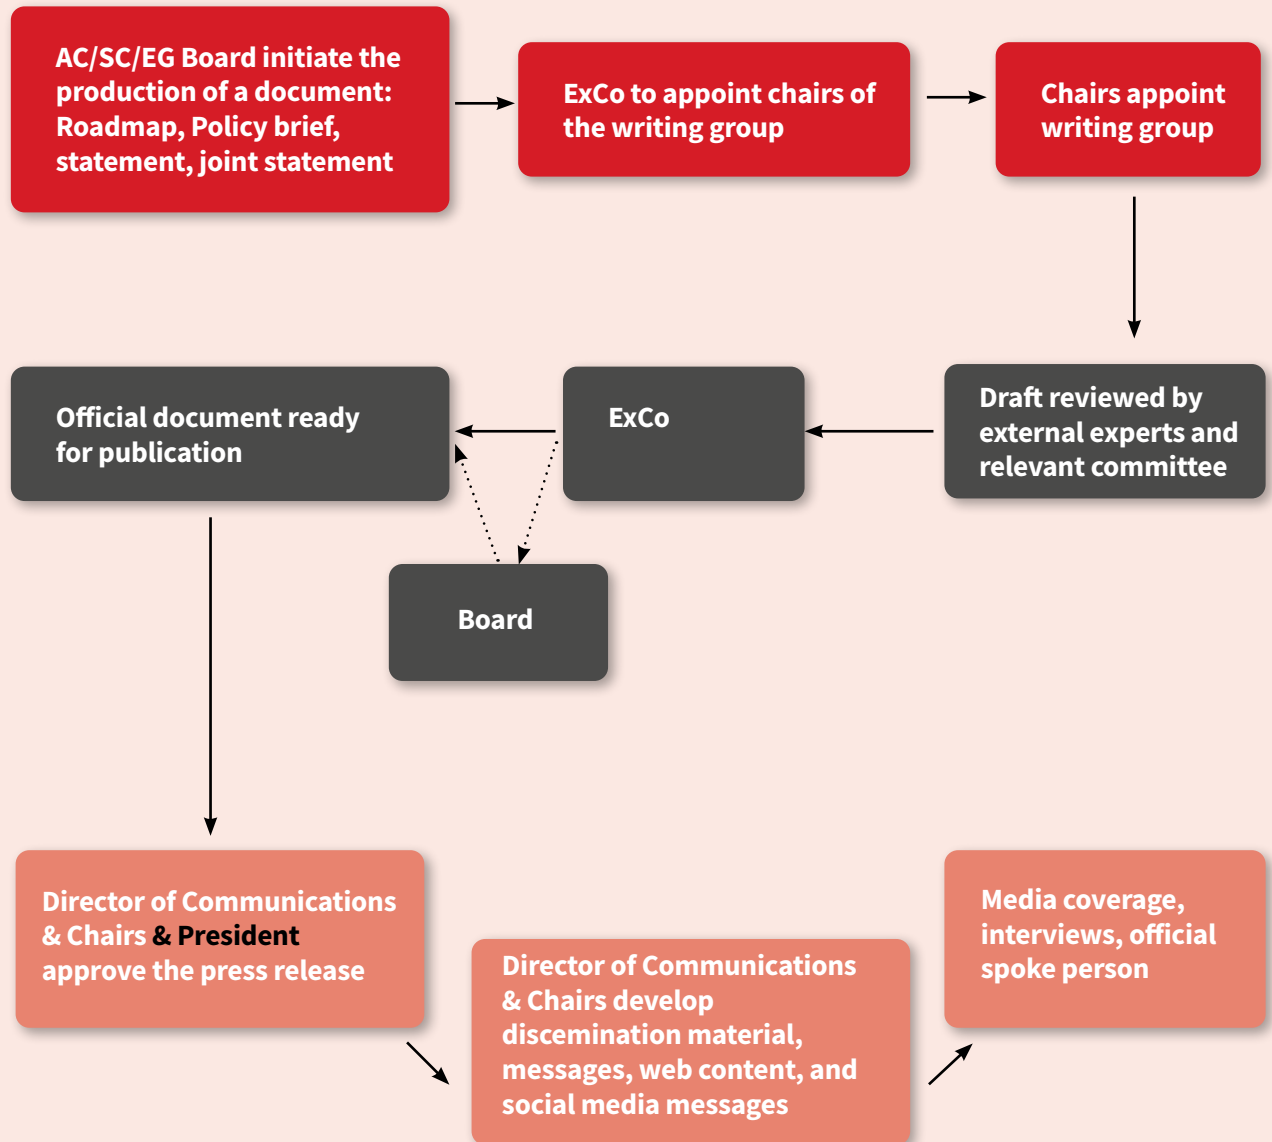 AC/SC/EG Board initiate the
production of a document:
Roadmap, Policy brief,
statement, joint statement
ExCo to appoint chairs of
the writing group
Chairs appoint
writing group
Draft reviewed by
external experts and
relevant committee
ExCo
Official document ready
for publication
Board
Director of Communications
& Chairs & President
approve the press release
Director of Communications
& Chairs develop
discemination material,
messages, web content, and
social media messages
Media coverage,
interviews, official
spoke person